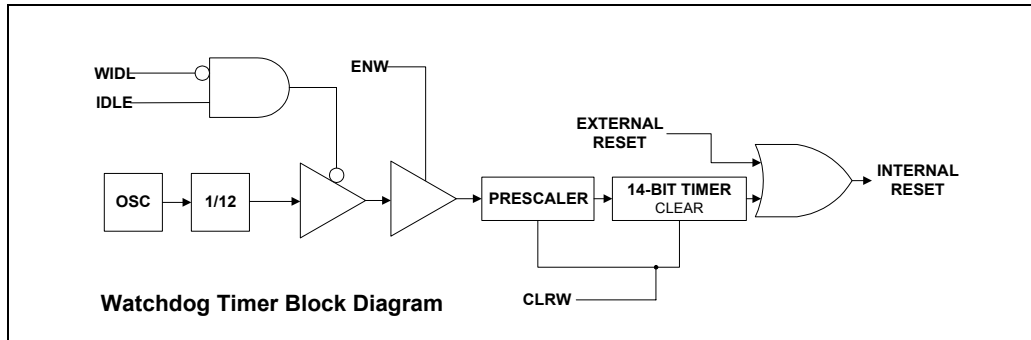 WIDL
IDLE
ENW
EXTERNAL
RESET
INTERNAL
RESET
OSC
1/12
PRESCALER
14-BIT TIMER
CLEAR
CLRW
Watchdog Timer Block Diagram